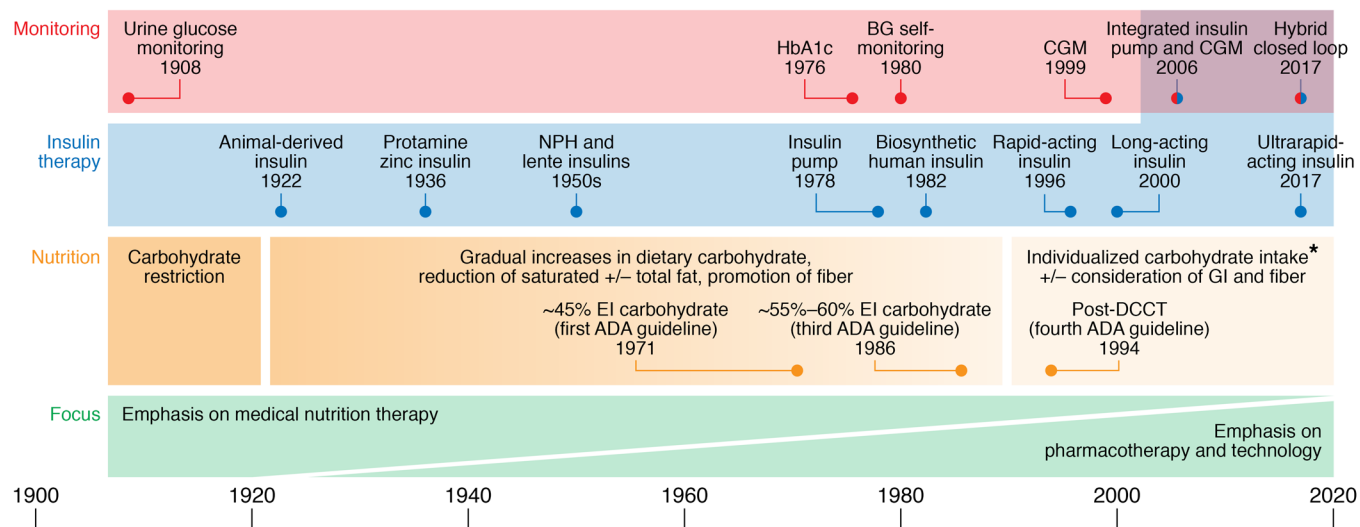 Monitoring
Urine glucose
monitoring
1908
HbA1c
1976
BG self-
monitoring
1980
CGM
1999
Integrated insulin
pump and CGM
2006
Hybrid
closed loop
2017
Insulin
therapy
Animal-derived
insulin
1922
Protamine
zinc insulin
1936
NPH and
lente insulins
1950s
Insulin
pump
1978
Biosynthetic
human insulin
1982
Rapid-acting
insulin
1996
Long-acting
insulin
2000
Ultrarapid-
acting insulin
2017
Nutrition
Carbohydrate
restriction
Gradual increases in dietary carbohydrate,
reduction of saturated +/– total fat, promotion of fiber
~45% EI carbohydrate
(first ADA guideline)
1971
~55%–60% EI carbohydrate
(third ADA guideline)
1986
Individualized carbohydrate intake*
+/– consideration of GI and fiber
Post-DCCT
(fourth ADA guideline)
1994
Focus
Emphasis on medical nutrition therapy
Emphasis on
pharmacotherapy and technology
1900 1920 1940 1960 1980 2000 2020